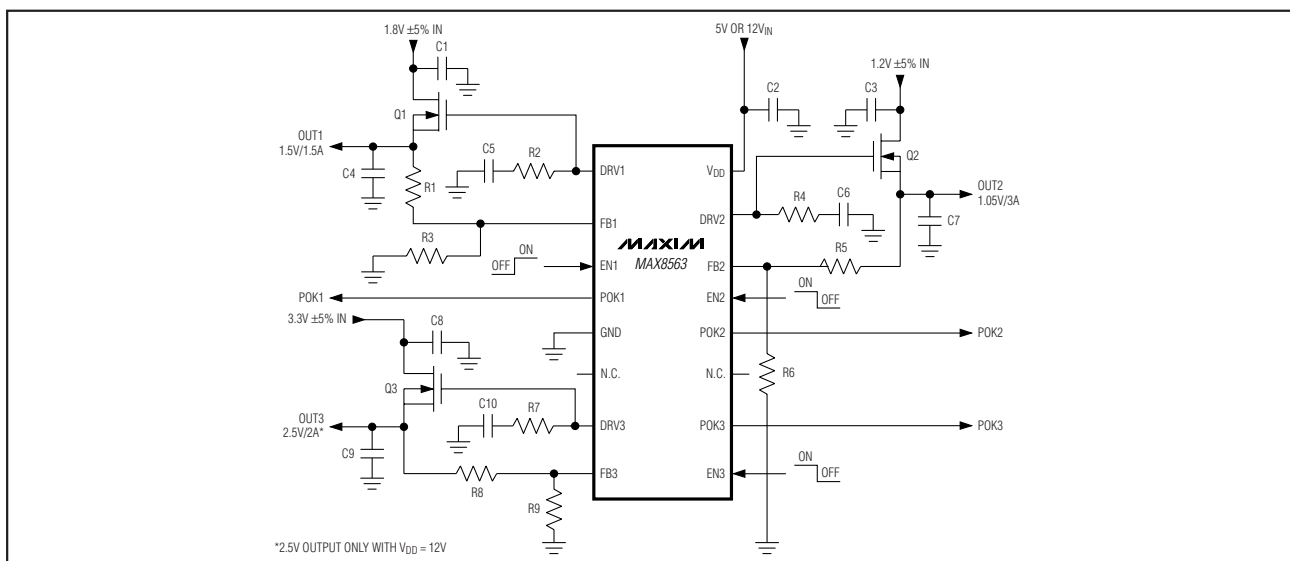 1.8V ±5% IN
C1
5V OR 12VIN
1.2V ±5% IN
C2
C3
Q1
Q2
OUT1
1.5V/1.5A
C4
R1
C5
R2
DRV1
VDD
DRV2
R4
C6
OUT2
1.05V/3A
C7
R3
FB1
MAXIM
MAX8563
FB2
R5
OFF
ON
EN1
EN2
ON
OFF
POK1
POK1
POK2
POK2
3.3V ±5% IN
C8
GND
N.C.
N.C.
R6
Q3
OUT3
2.5V/2A*
C9
C10
R7
DRV3
POK3
POK3
R8
FB3
EN3
ON
OFF
R9
*2.5V OUTPUT ONLY WITH VDD = 12V